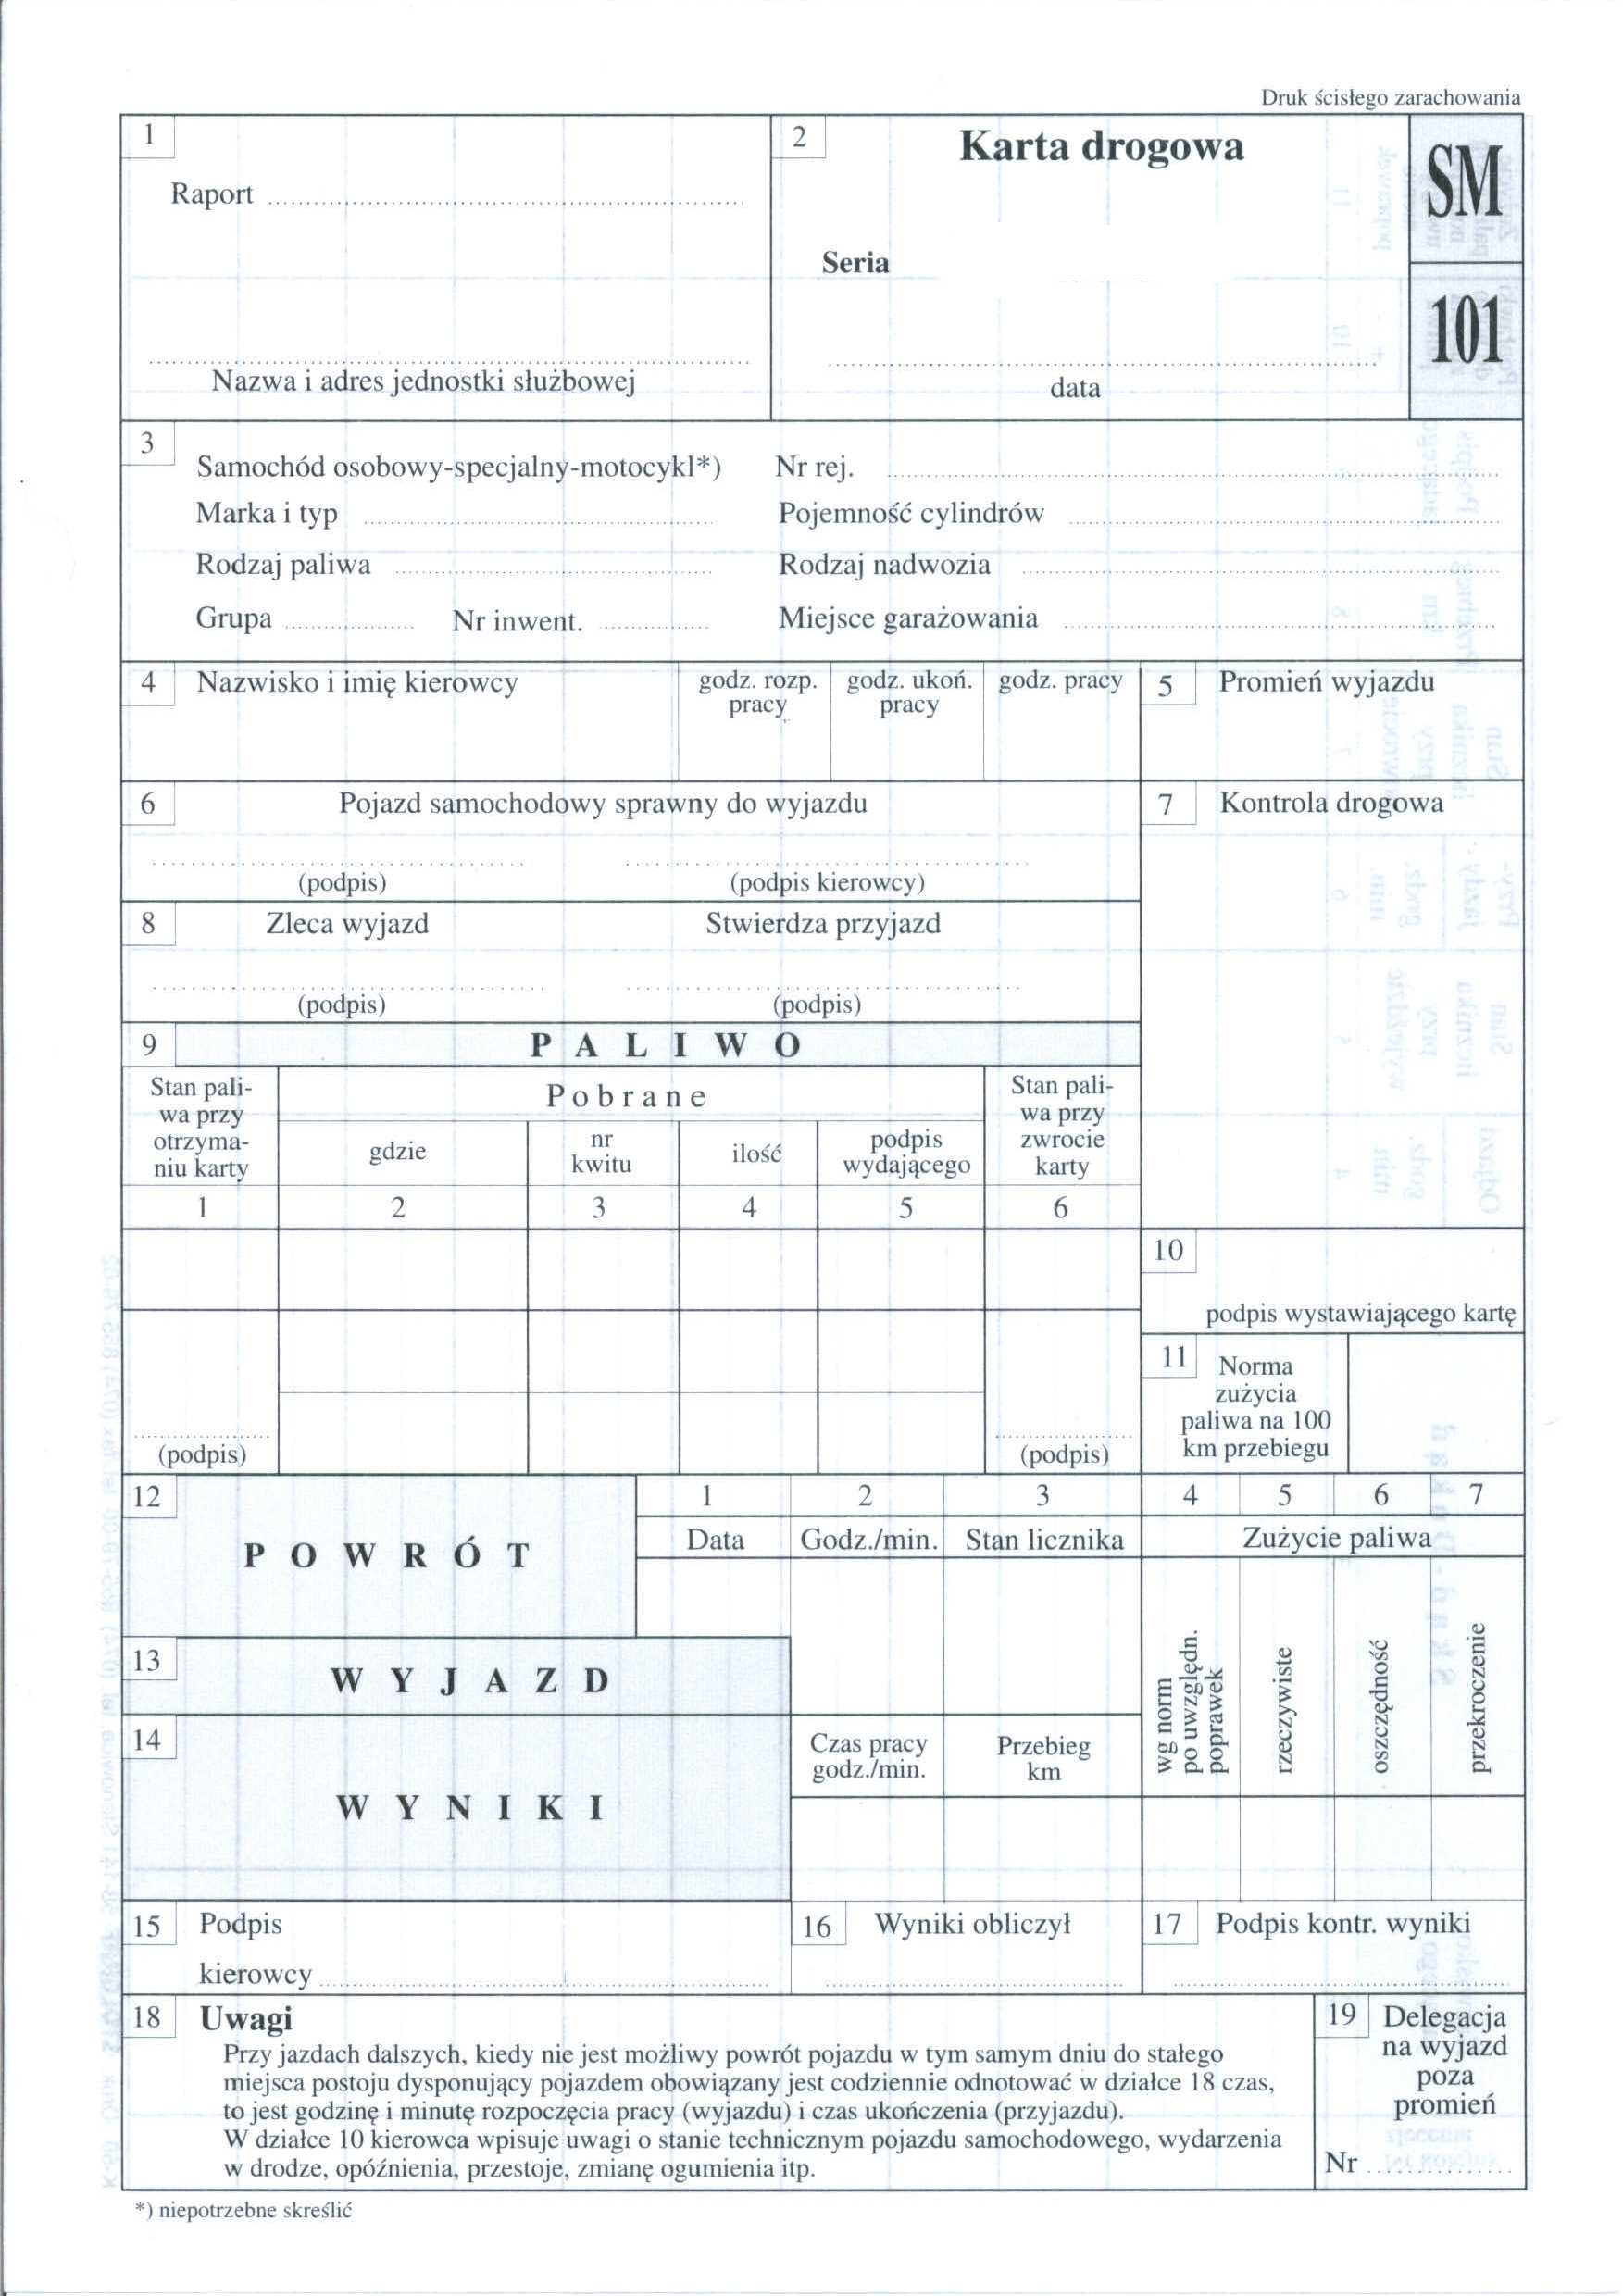 Druk ścisłego zarachowania
1
Raport
Nazwa i adres jednostki służbowej
2
Karta drogowa
Seria
data
SM
101
3
Samochód osobowy-specjalny-motocykl*)
Nr rej.
Marka i typ
Pojemność cylindrów
Rodzaj paliwa
Rodzaj nadwozia
Grupa
Nr inwent.
Miejsce garażowania
4
Nazwisko i imię kierowcy
godz. rozp.
pracy
godz. ukoń.
pracy
godz. pracy
5
Promień wyjazdu
6
Pojazd samochodowy sprawny do wyjazdu
(podpis)
(podpis kierowcy)
7
Kontrola drogowa
8
Zleca wyjazd
Stwierdza przyjazd
(podpis)
(podpis)
9
PALIWO
Stan pali-
wa przy
otrzyma-
niu karty
Pobrane
gdzie
nr
kwitu
ilość
podpis
wydającego
Stan pali-
wa przy
zwrocie
karty
1
2
3
4
5
6
(podpis)
(podpis)
10
podpis wystawiającego kartę
11
Norma
zużycia
paliwa na 100
km przebiegu
12
POWRÓT
1
2
3
4
5
6
7
Data
Godz./min.
Stan licznika
Zużycie paliwa
13
WYJAZD
wg norm
po uwzględn.
poprawek
rzeczywiste
oszczędność
przekroczenie
14
WYNIKI
Czas pracy
godz./min.
Przebieg
km
15
Podpis
kierowcy
16
Wyniki obliczył
17
Podpis kontr. wyniki
18
Uwagi
Przy jazdach dalszych, kiedy nie jest możliwy powrót pojazdu w tym samym dniu do stałego
miejsca postoju dysponujący pojazdem obowiązany jest codziennie odnotować w działce 18 czas,
to jest godzinę i minutę rozpoczęcia pracy (wyjazdu) i czas ukończenia (przyjazdu).
W działce 10 kierowca wpisuje uwagi o stanie technicznym pojazdu samochodowego, wydarzenia
w drodze, opóźnienia, przestoje, zmianę ogumienia itp.
19
Delegacja
na wyjazd
poza
promień
Nr
*) niepotrzebne skreślić